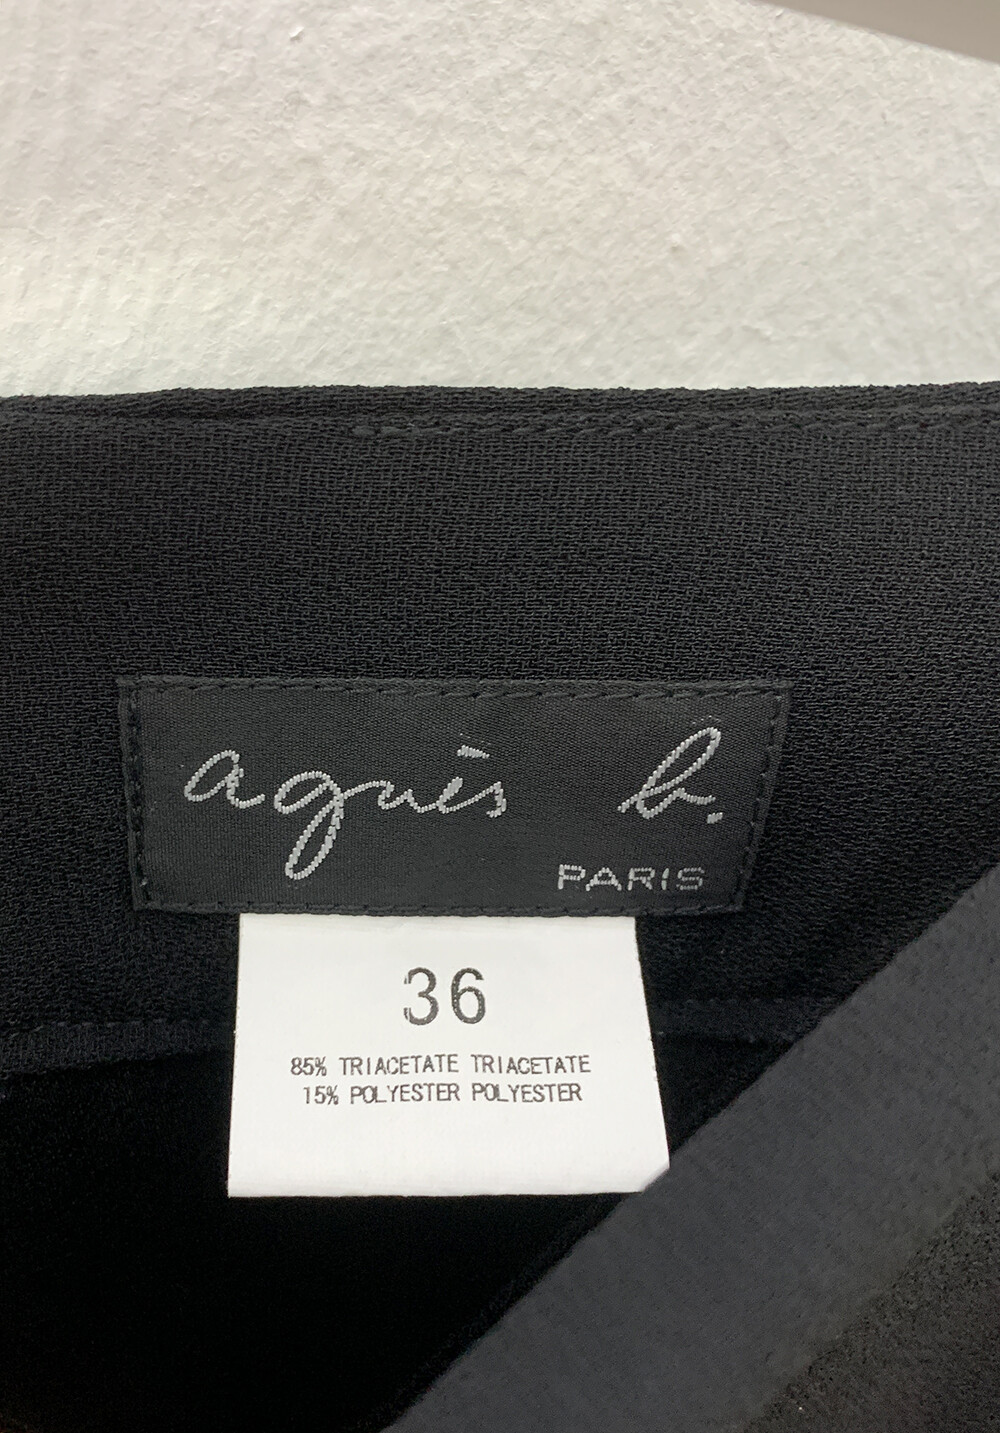 agnès b.
PARIS
36
85% TRIACETATE TRIACETATE
15% POLYESTER POLYESTER